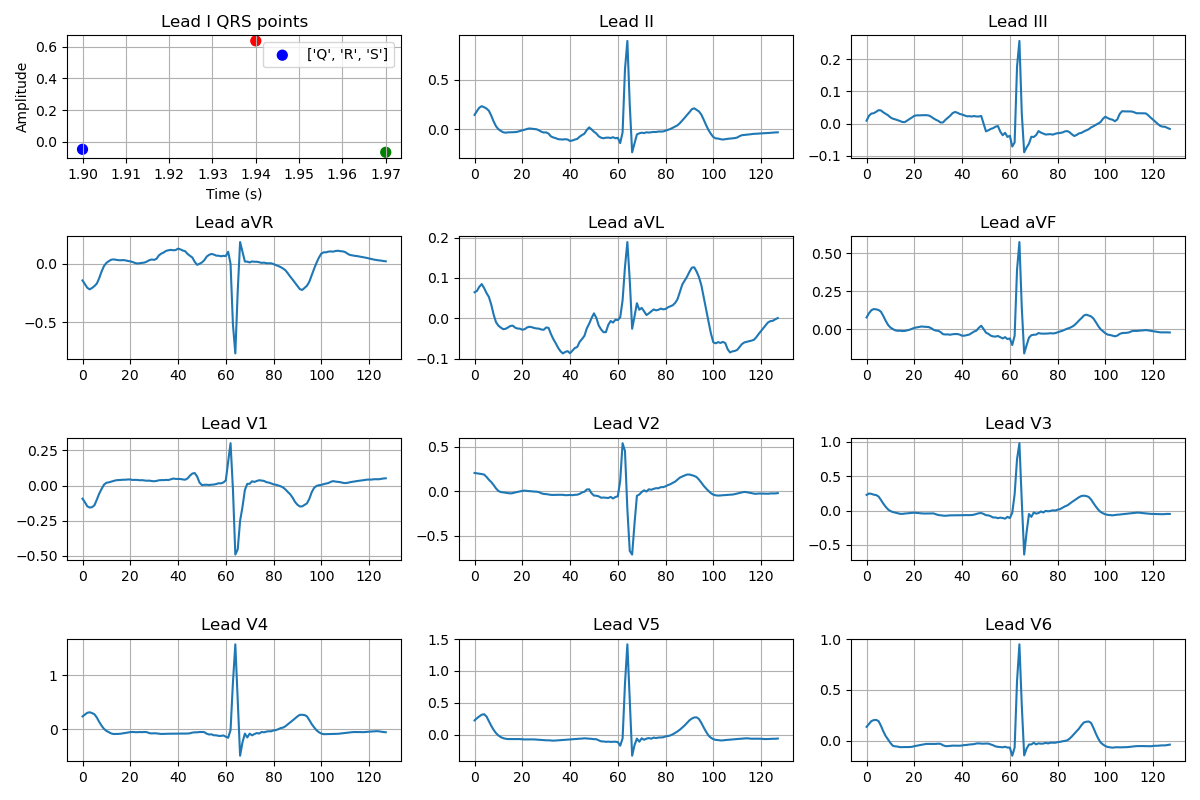 Lead I QRS points
Lead II
Lead III
Amplitude
0.6
0.4
0.2
0.0
['Q', 'R', 'S']
1.90 1.91 1.92 1.93 1.94 1.95 1.96 1.97
Time (s)
0.5
0.0
0 20 40 60 80 100 120
0.2
0.1
0.0
−0.1
0 20 40 60 80 100 120
Lead aVR
Lead aVL
Lead aVF
0.0
−0.5
0 20 40 60 80 100 120
0.2
0.1
0.0
−0.1
0 20 40 60 80 100 120
0.50
0.25
0.00
0 20 40 60 80 100 120
Lead V1
Lead V2
Lead V3
0.25
0.00
−0.25
−0.50
0 20 40 60 80 100 120
0.5
0.0
−0.5
0 20 40 60 80 100 120
1.0
0.5
0.0
−0.5
0 20 40 60 80 100 120
Lead V4
Lead V5
Lead V6
1
0
0 20 40 60 80 100 120
1.5
1.0
0.5
0.0
0 20 40 60 80 100 120
1.0
0.5
0.0
0 20 40 60 80 100 120